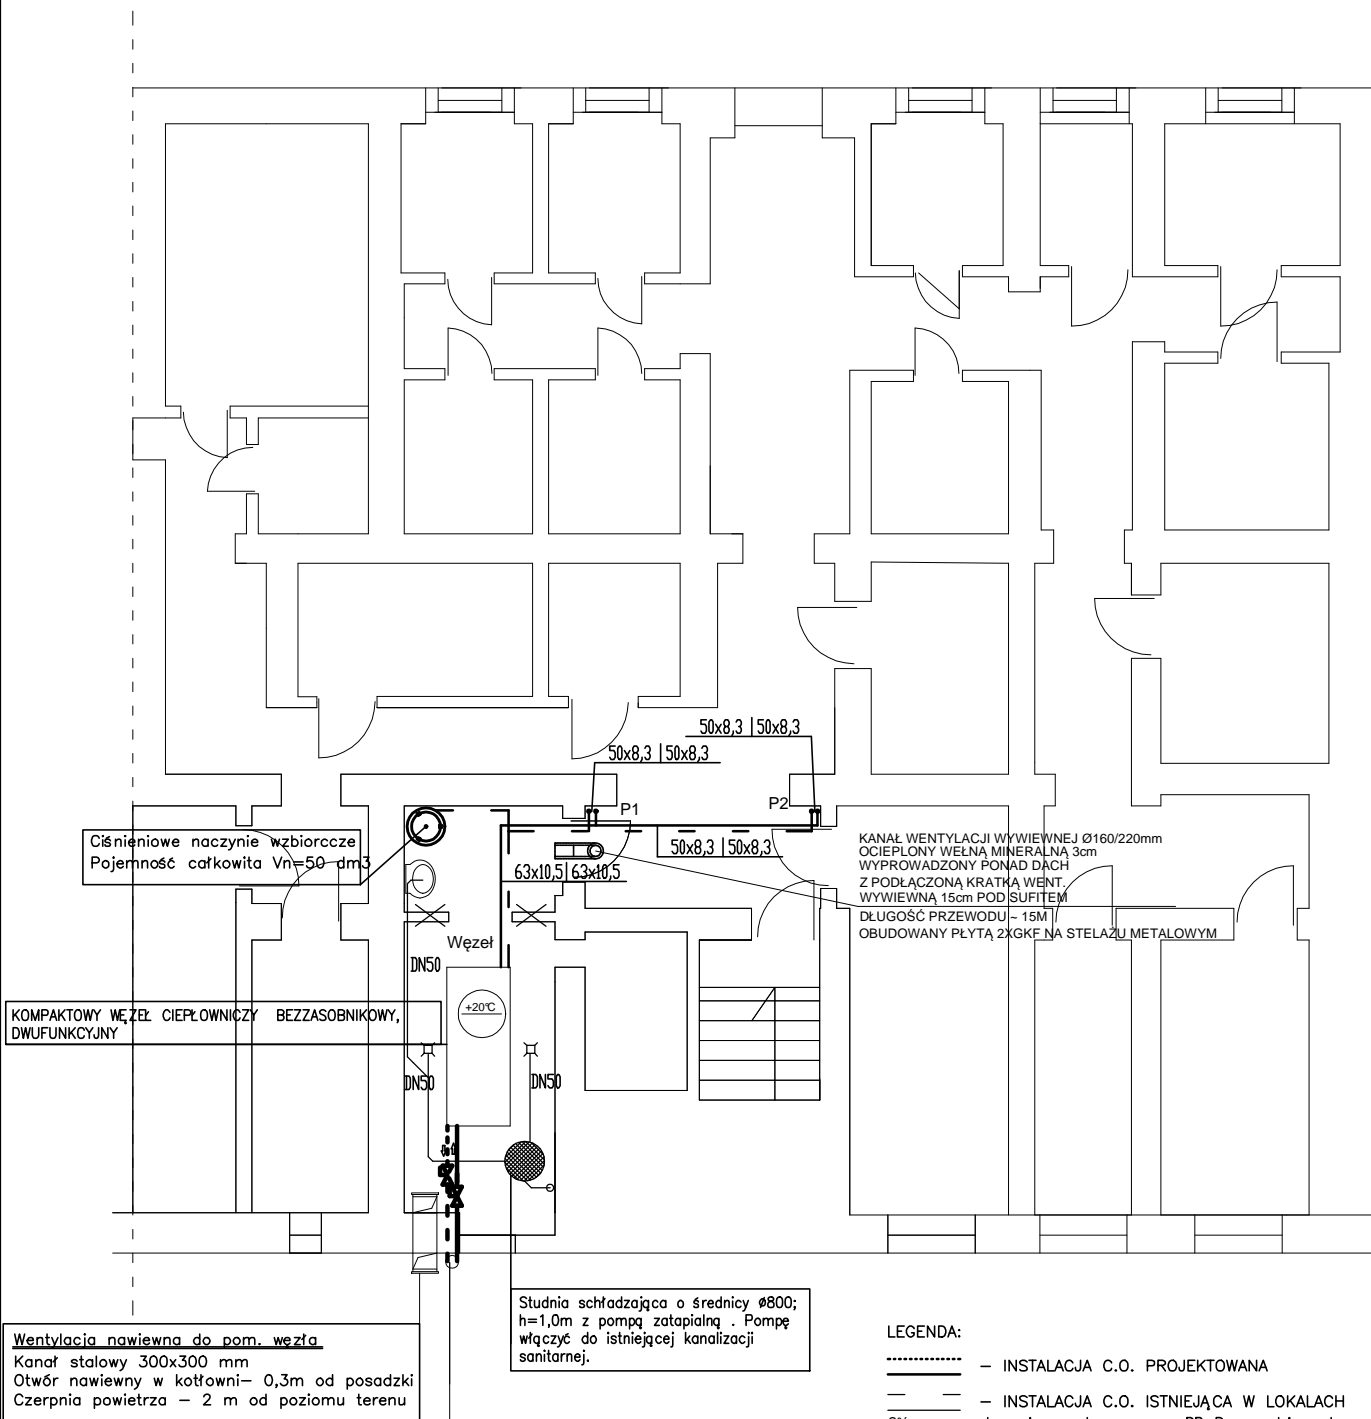 50x8,3 | 50x8,3
50x8,3 | 50x8,3
P1
P2
50x8,3 | 50x8,3
63x10,5 | 63x10,5
Ciśnieniowe naczynie wzbiorccze
Pojemność całkowita Vn=50 dm3
KANAŁ WENTYLACJI WYWIEWNEJ Ø160/220mm
OCIEPLONY WEŁNĄ MINERALNĄ 3cm
WYPROWADZONY PONAD DACH
Z PODŁĄCZONĄ KRATKĄ WENT.
WYWIEWNĄ 15cm POD SUFITEM
DŁUGOŚĆ PRZEWODU ~ 15M
OBUDOWANY PŁYTĄ 2XGKF NA STELAŻU METALOWYM
Węzeł
DN50
+20°C
KOMPAKTOWY WĘZEŁ CIEPŁOWNICZY BEZZASOBNIKOWY,
DWUFUNKCYJNY
DN50
DN50
Studnia schładzająca o średnicy Ø800;
h=1,0m z pompą zatapialną . Pompę
włączyć do istniejącej kanalizacji
sanitarnej.
Wentylacja nawiewna do pom. węzła
Kanał stalowy 300x300 mm
Otwór nawiewny w kotłowni– 0,3m od posadzki
Czerpnia powietrza – 2 m od poziomu terenu
LEGENDA:
– INSTALACJA C.O. PROJEKTOWANA
– INSTALACJA C.O. ISTNIEJĄCA W LOKALACH